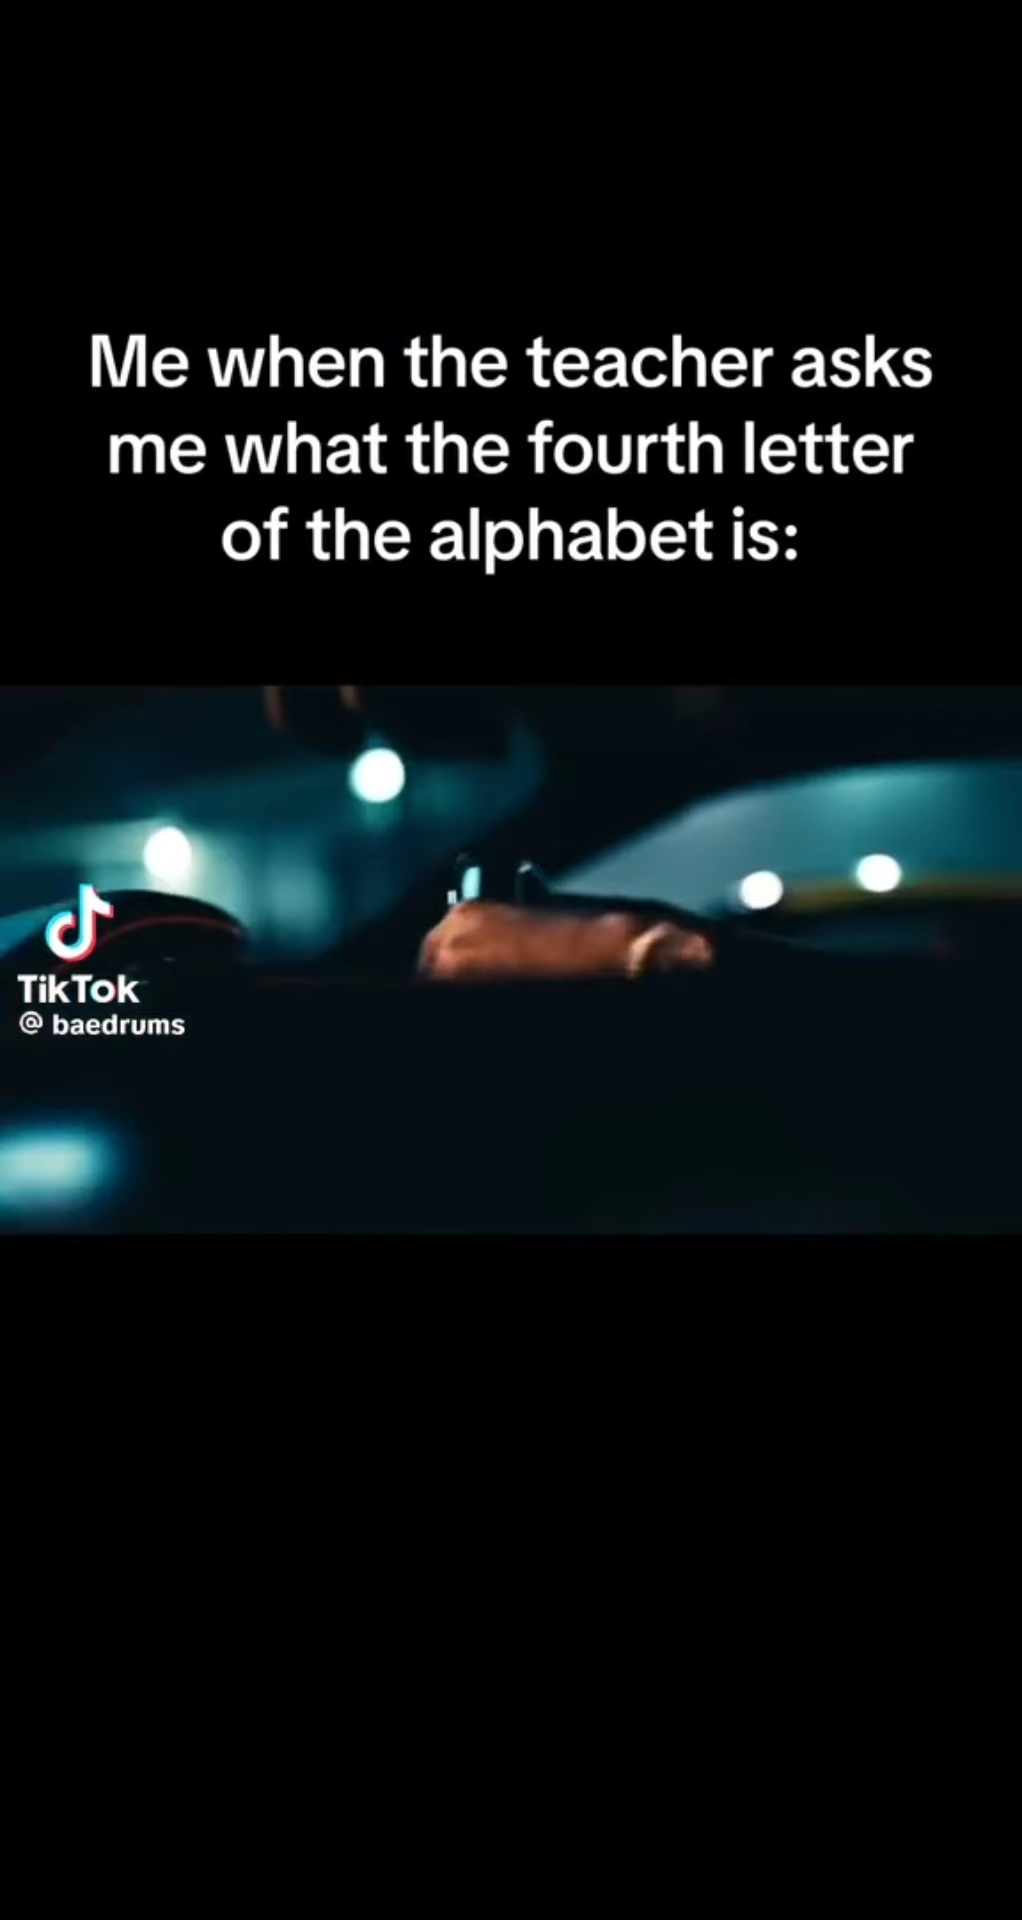 Me when the teacher asks
me what the fourth letter
of the alphabet is:
TikTok
@ baedrums